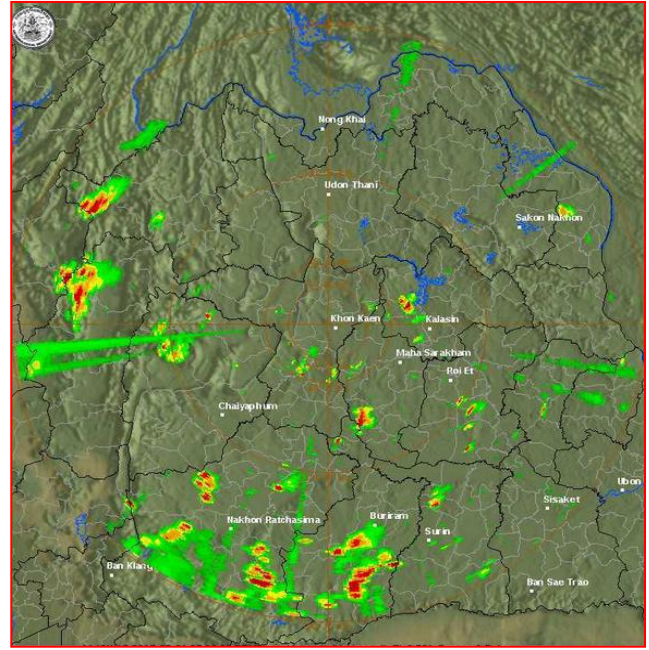 Nong Khai
Udon Thani
Sakon Nakhon
Khon Kaen
Kalasin
Maha Sarakham
Roi Et
Chaiyaphum
Ubon
Sisaket
Buriram
Nakhon Ratchasima
Surin
Ban Klang
Ban Sae Trao